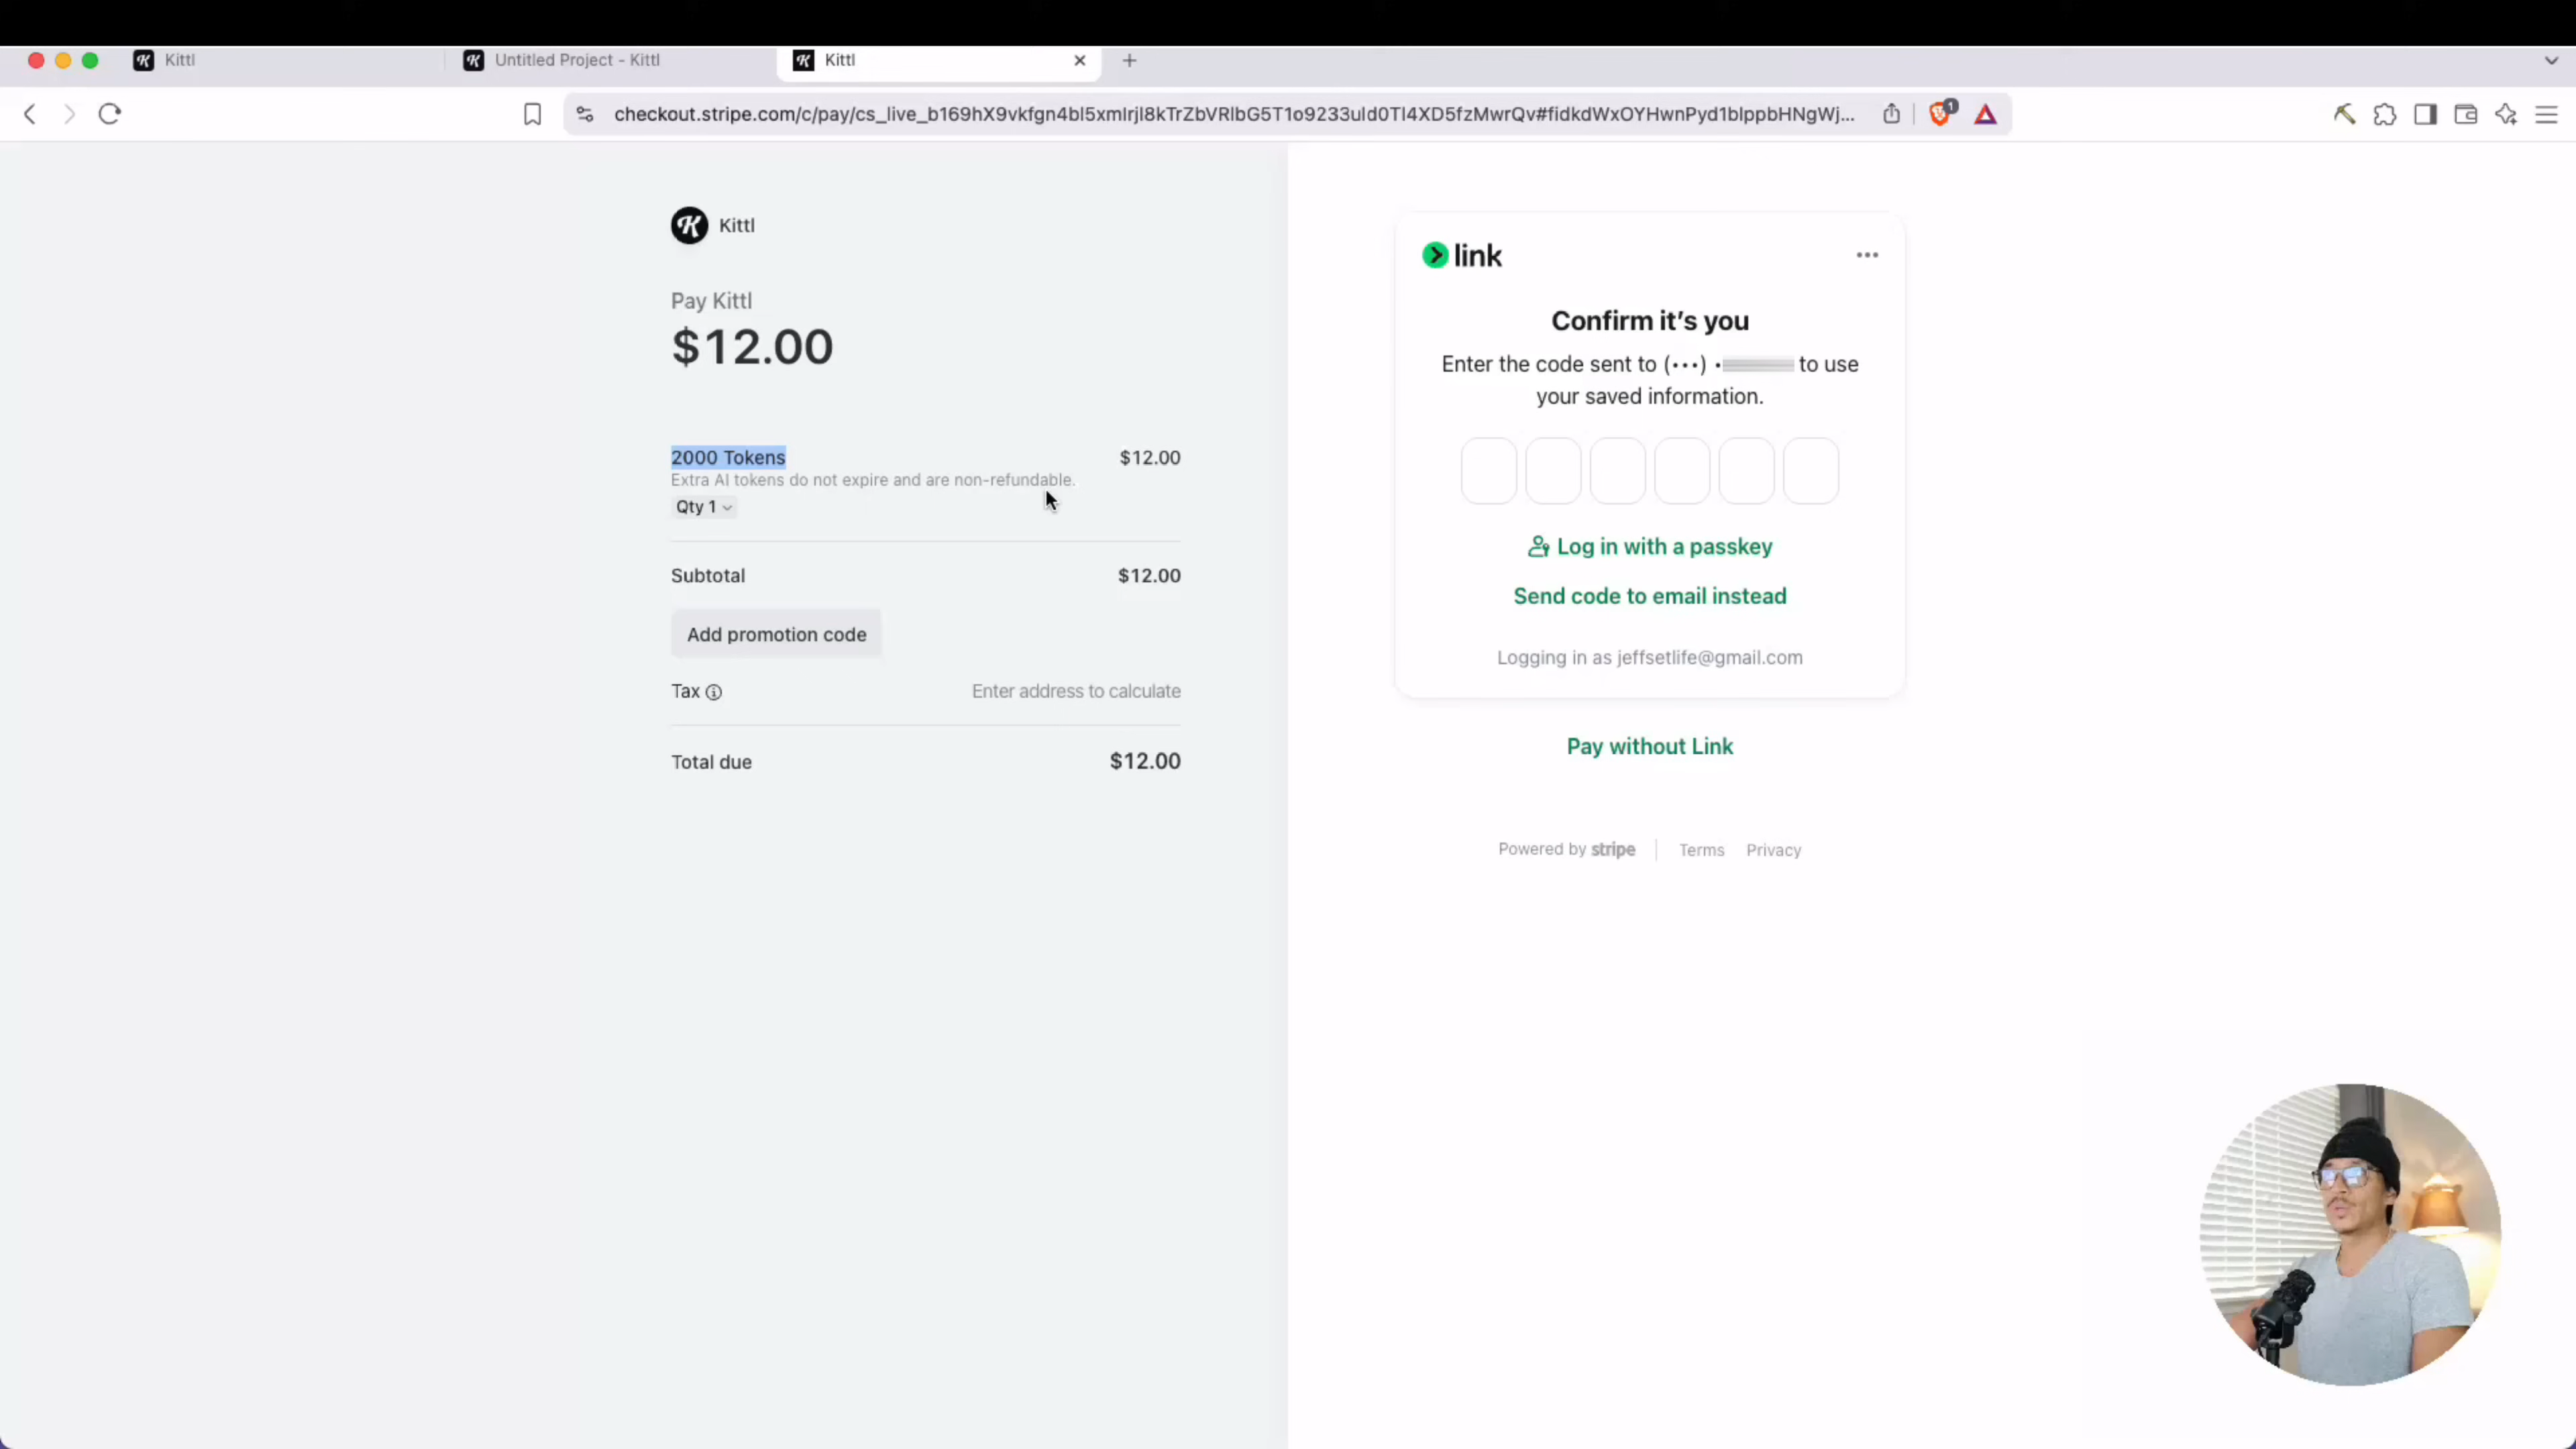 Kittl
Untitled Project - Kittl
Kittl
checkout.stripe.com/c/pay/cs_live_b169hX9vkfgn4bl5xmIrjl8kTrZbVRlbG5T1o9233uld0Tl4XD5fzMwrQv#fidkdWxOYHwnPyd1blppbHNgWj...
1
Kittl
Pay Kittl
$12.00
2000 Tokens $12.00
Extra AI tokens do not expire and are non-refundable.
Qty 1
Subtotal $12.00
Add promotion code
Tax Enter address to calculate
Total due $12.00
link
Confirm it's you
Enter the code sent to (•••) • to use
your saved information.
Log in with a passkey
Send code to email instead
Logging in as jeffsetlife@gmail.com
Pay without Link
Powered by stripe
Terms Privacy